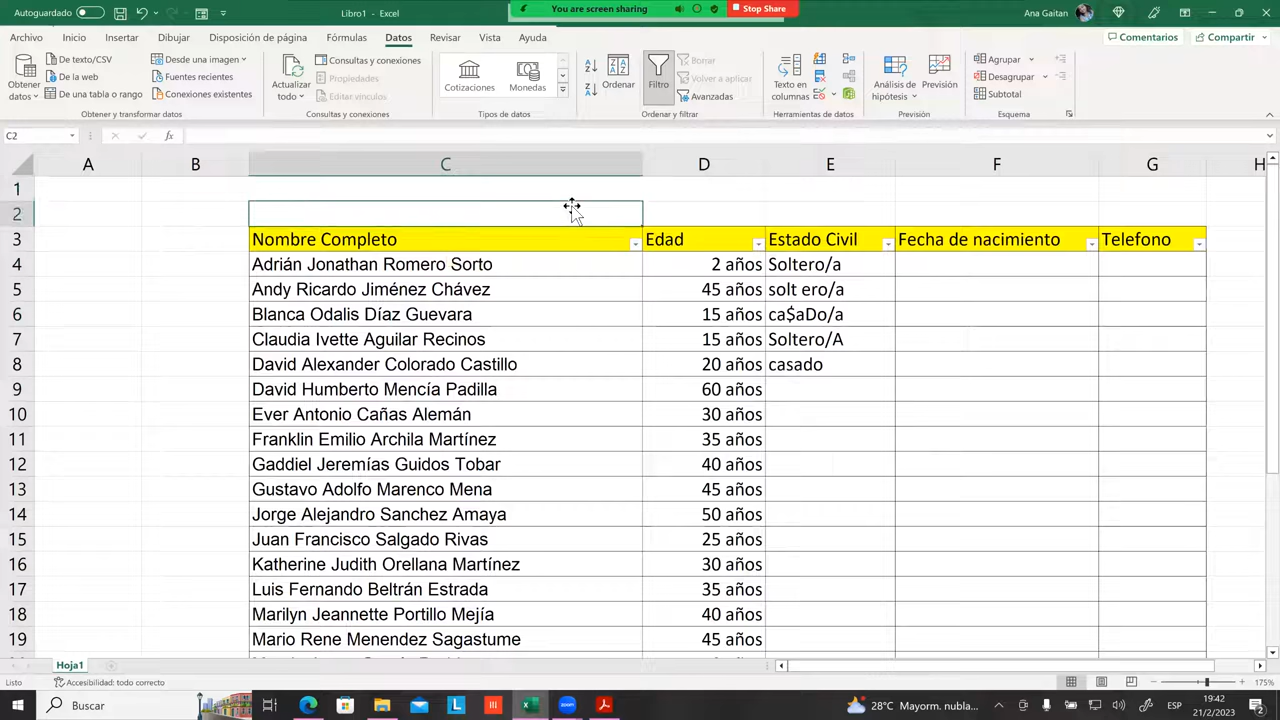 Autoguardado
Libro1 - Excel
You are screen sharing
Stop Share
Ana Gaitan
Archivo Inicio Insertar Dibujar Disposición de página Fórmulas Datos Revisar Vista Ayuda
Comentarios Compartir
Obtener datos
De texto/CSV
De la web
De una tabla o rango
Desde una imagen
Fuentes recientes
Conexiones existentes
Obtener y transformar datos
Actualizar todo
Consultas y conexiones
Propiedades
Editar vínculos
Consultas y conexiones
Cotizaciones
Monedas
Tipos de datos
Ordenar
Filtro
Borrar
Volver a aplicar
Avanzadas
Ordenar y filtrar
Texto en columnas
Herramientas de datos
Análisis de hipótesis
Previsión
Previsión
Agrupar
Desagrupar
Subtotal
Esquema
C2
fx
A B C D E F G H
1
2
3 Nombre Completo Edad Estado Civil Fecha de nacimiento Telefono
4 Adrián Jonathan Romero Sorto 2 años Soltero/a
5 Andy Ricardo Jiménez Chávez 45 años solt ero/a
6 Blanca Odalis Díaz Guevara 15 años ca$aDo/a
7 Claudia Ivette Aguilar Recinos 15 años Soltero/A
8 David Alexander Colorado Castillo 20 años casado
9 David Humberto Mencía Padilla 60 años
10 Ever Antonio Cañas Alemán 30 años
11 Franklin Emilio Archila Martínez 35 años
12 Gaddiel Jeremías Guidos Tobar 40 años
13 Gustavo Adolfo Marenco Mena 45 años
14 Jorge Alejandro Sanchez Amaya 50 años
15 Juan Francisco Salgado Rivas 25 años
16 Katherine Judith Orellana Martínez 30 años
17 Luis Fernando Beltrán Estrada 35 años
18 Marilyn Jeannette Portillo Mejía 40 años
19 Mario Rene Menendez Sagastume 45 años
Hoja1
Listo
Accesibilidad: todo correcto
175%
Buscar
28°C Mayorm. nubla...
ESP
19:42
21/2/2023